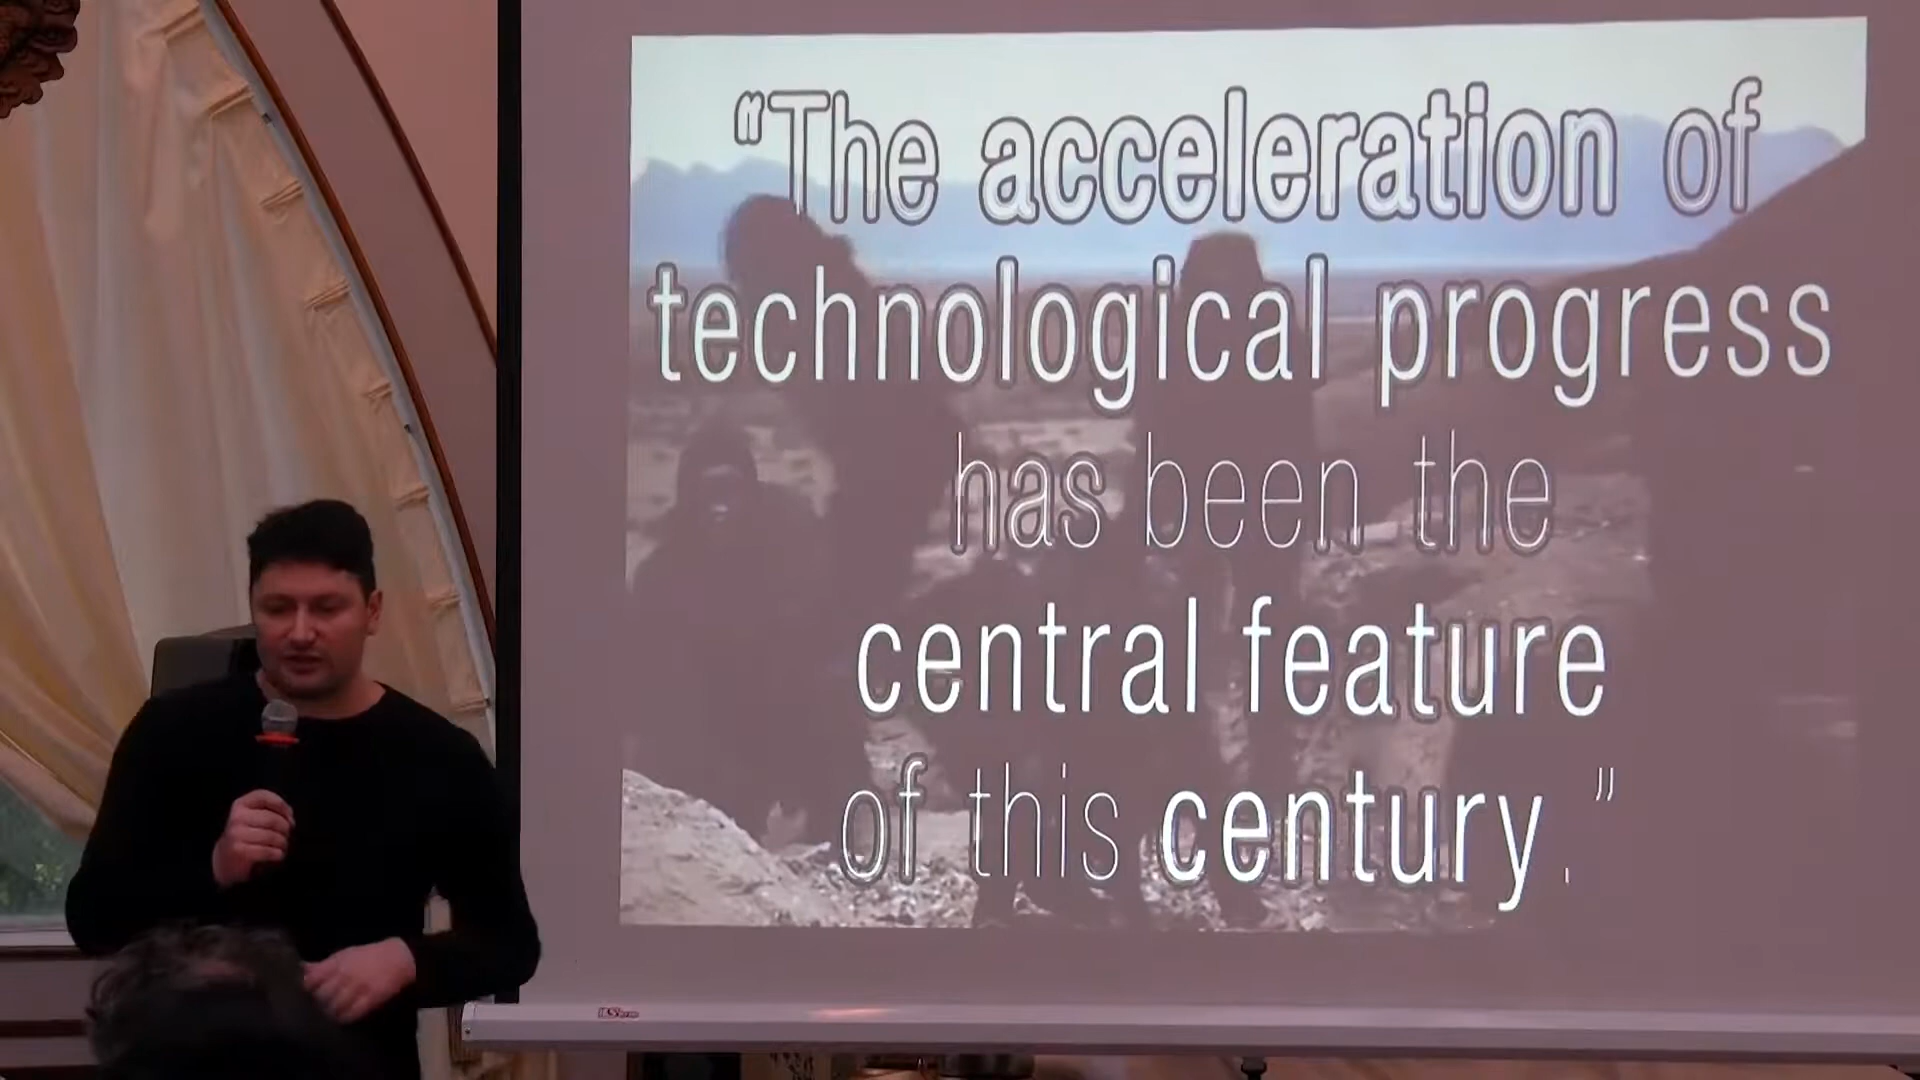 “The acceleration of
technological progress
has been the
central feature
of this century.”